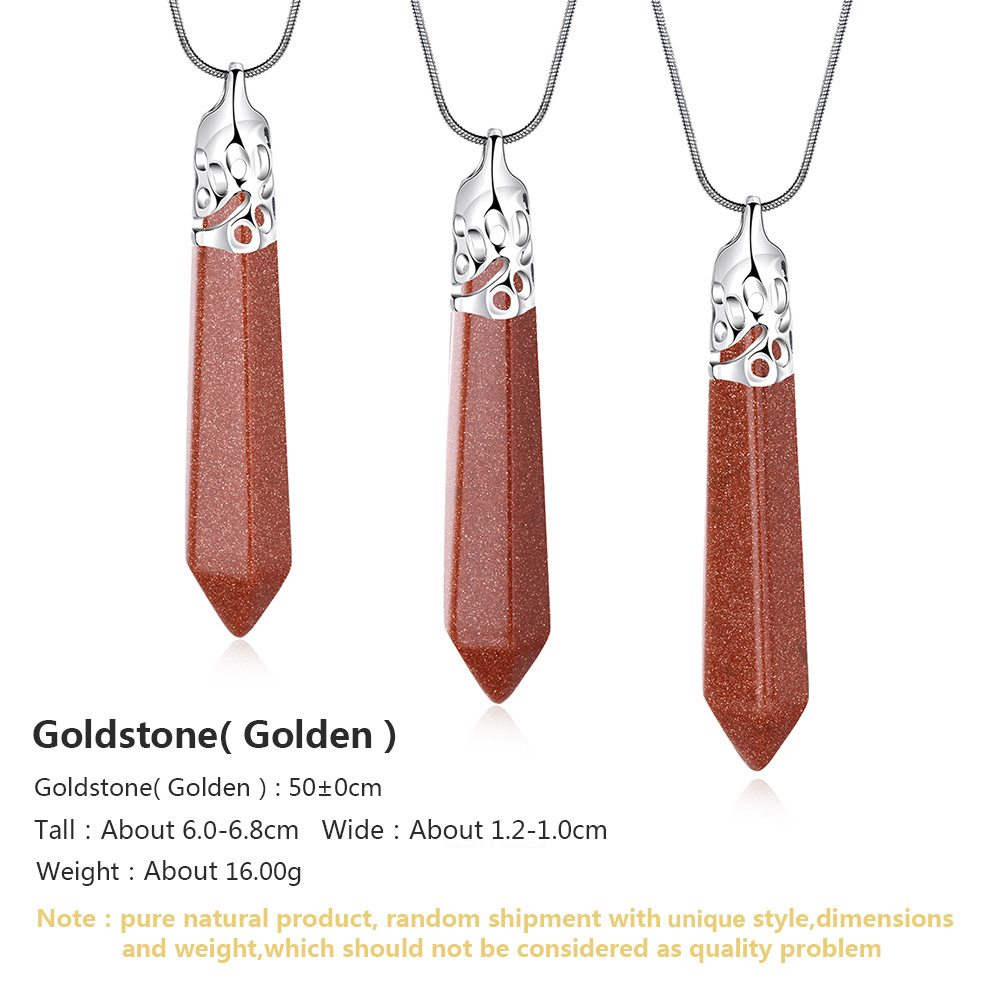 Goldstone( Golden )
Goldstone( Golden ) : 50±0cm
Tall : About 6.0-6.8cm Wide : About 1.2-1.0cm
Weight : About 16.00g
Note : pure natural product, random shipment with unique style,dimensions
and weight,which should not be considered as quality problem